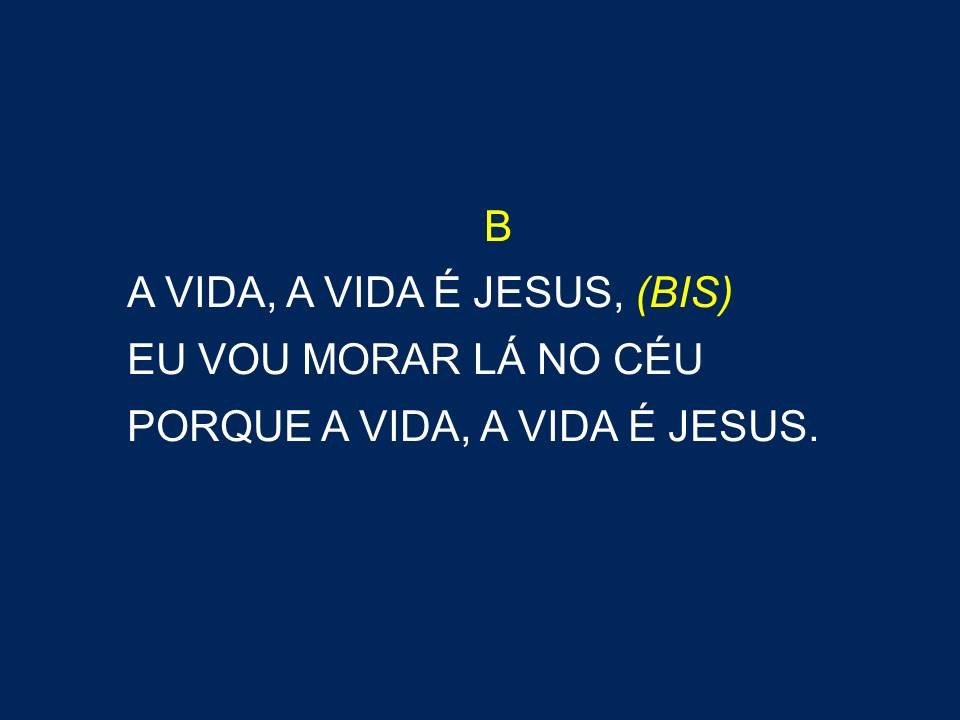 B
A VIDA, A VIDA É JESUS, (BIS)
EU VOU MORAR LÁ NO CÉU
PORQUE A VIDA, A VIDA É JESUS.